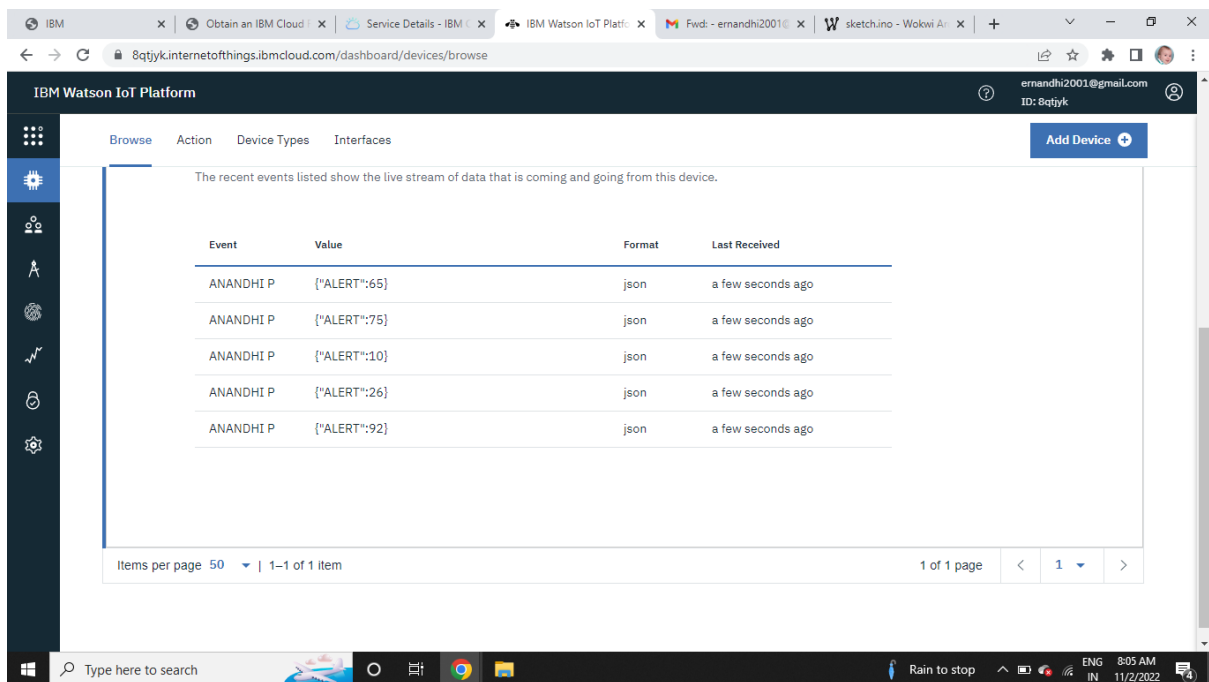 IBM
Obtain an IBM Cloud
Service Details - IBM
IBM Watson IoT Platfo
Fwd: - ernandhi2001
sketch.ino - Wokwi Ar
8qtjyk.internetofthings.ibmcloud.com/dashboard/devices/browse
IBM Watson IoT Platform
ernandhi2001@gmail.com
ID: 8qtjyk
Browse Action Device Types Interfaces
Add Device
The recent events listed show the live stream of data that is coming and going from this device.
Event Value Format Last Received
ANANDHI P {"ALERT":65} json a few seconds ago
ANANDHI P {"ALERT":75} json a few seconds ago
ANANDHI P {"ALERT":10} json a few seconds ago
ANANDHI P {"ALERT":26} json a few seconds ago
ANANDHI P {"ALERT":92} json a few seconds ago
Items per page 50 | 1–1 of 1 item
1 of 1 page < 1 >
Type here to search
Rain to stop
ENG
IN
8:05 AM
11/2/2022
4